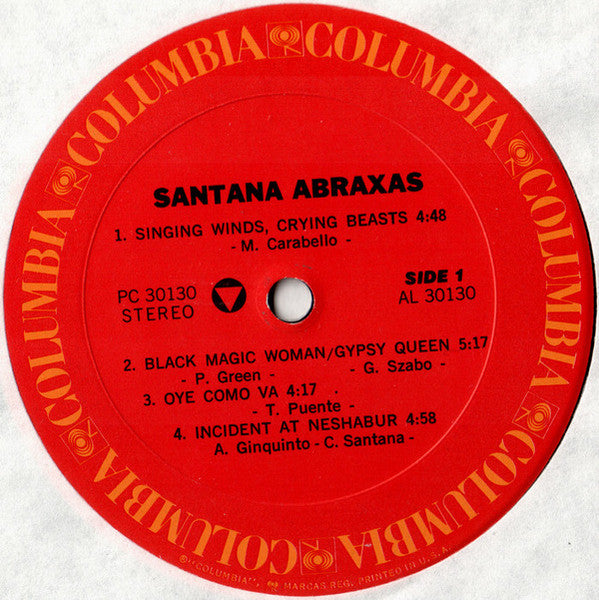 COLUMBIA COLUMBIA COLUMBIA COLUMBIA COLUMBIA COLUMBIA
SANTANA ABRAXAS
1. SINGING WINDS, CRYING BEASTS 4:48
- M. Carabello -
PC 30130
STEREO
SIDE 1
AL 30130
2. BLACK MAGIC WOMAN/GYPSY QUEEN 5:17
- P. Green - - G. Szabo -
3. OYE COMO VA 4:17
- T. Puente -
4. INCIDENT AT NESHABUR 4:58
A. Ginquinto - C. Santana -
℗"COLUMBIA", MARCAS REG. PRINTED IN U.S.A.